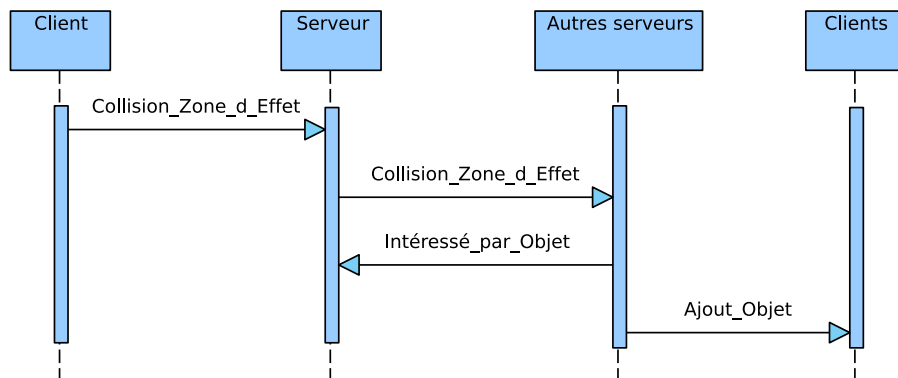 Client
Serveur
Autres serveurs
Clients
Collision_Zone_d_Effet
Collision_Zone_d_Effet
Intéressé_par_Objet
Ajout_Objet